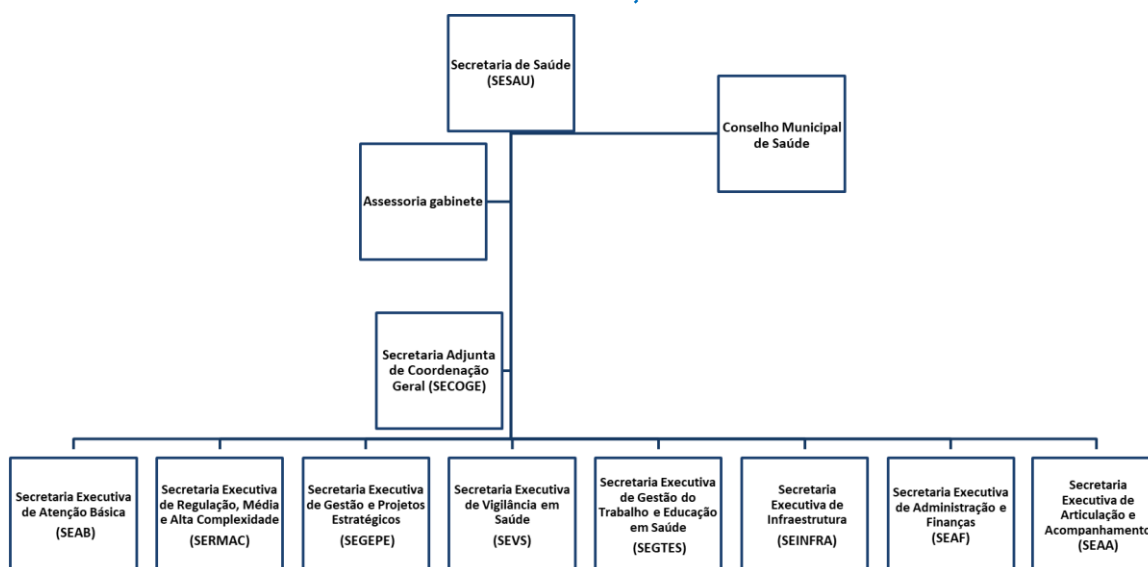 Secretaria de Saúde
(SESAU)
Conselho Municipal
de Saúde
Assessoria gabinete
Secretaria Adjunta
de Coordenação
Geral (SECOGE)
Secretaria Executiva
de Atenção Básica
(SEAB)
Secretaria Executiva
de Regulação, Média
e Alta Complexidade
(SERMAC)
Secretaria Executiva
de Gestão e Projetos
Estratégicos
(SEGEPE)
Secretaria Executiva
de Vigilância em
Saúde
(SEVS)
Secretaria Executiva
de Gestão do
Trabalho e Educação
em Saúde
(SEGTES)
Secretaria
Executiva de
Infraestrutura
(SEINFRA)
Secretaria Executiva
de Administração e
Finanças
(SEAF)
Secretaria
Executiva de
Articulação e
Acompanhamento
(SEAA)